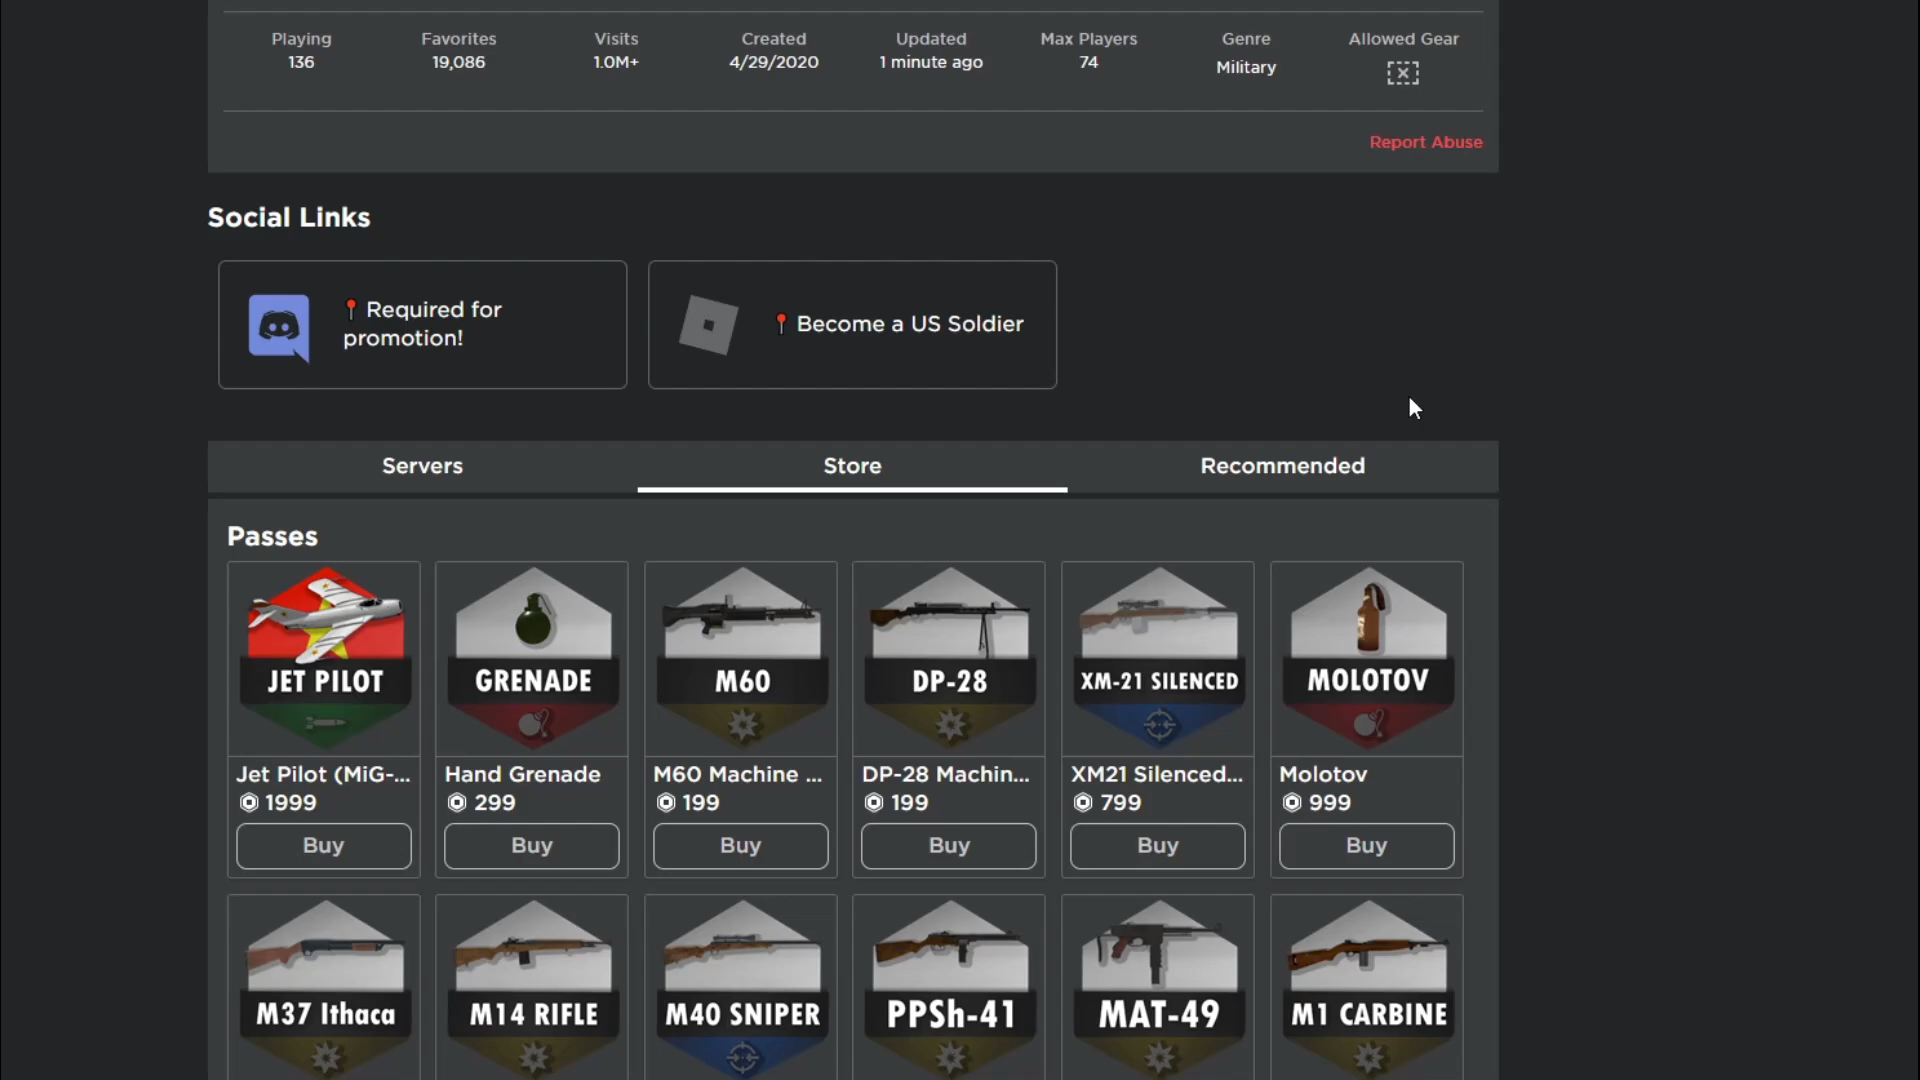 Playing Favorites Visits Created Updated Max Players Genre Allowed Gear
136 19,086 1.0M+ 4/29/2020 1 minute ago 74 Military
Report Abuse
Social Links
Required for
promotion!
Become a US Soldier
Servers Store Recommended
Passes
JET PILOT GRENADE M60 DP-28 XM-21 SILENCED MOLOTOV
Jet Pilot (MiG-... Hand Grenade M60 Machine ... DP-28 Machin... XM21 Silenced... Molotov
1999 299 199 199 799 999
Buy Buy Buy Buy Buy Buy
M37 Ithaca M14 RIFLE M40 SNIPER PPSh-41 MAT-49 M1 CARBINE